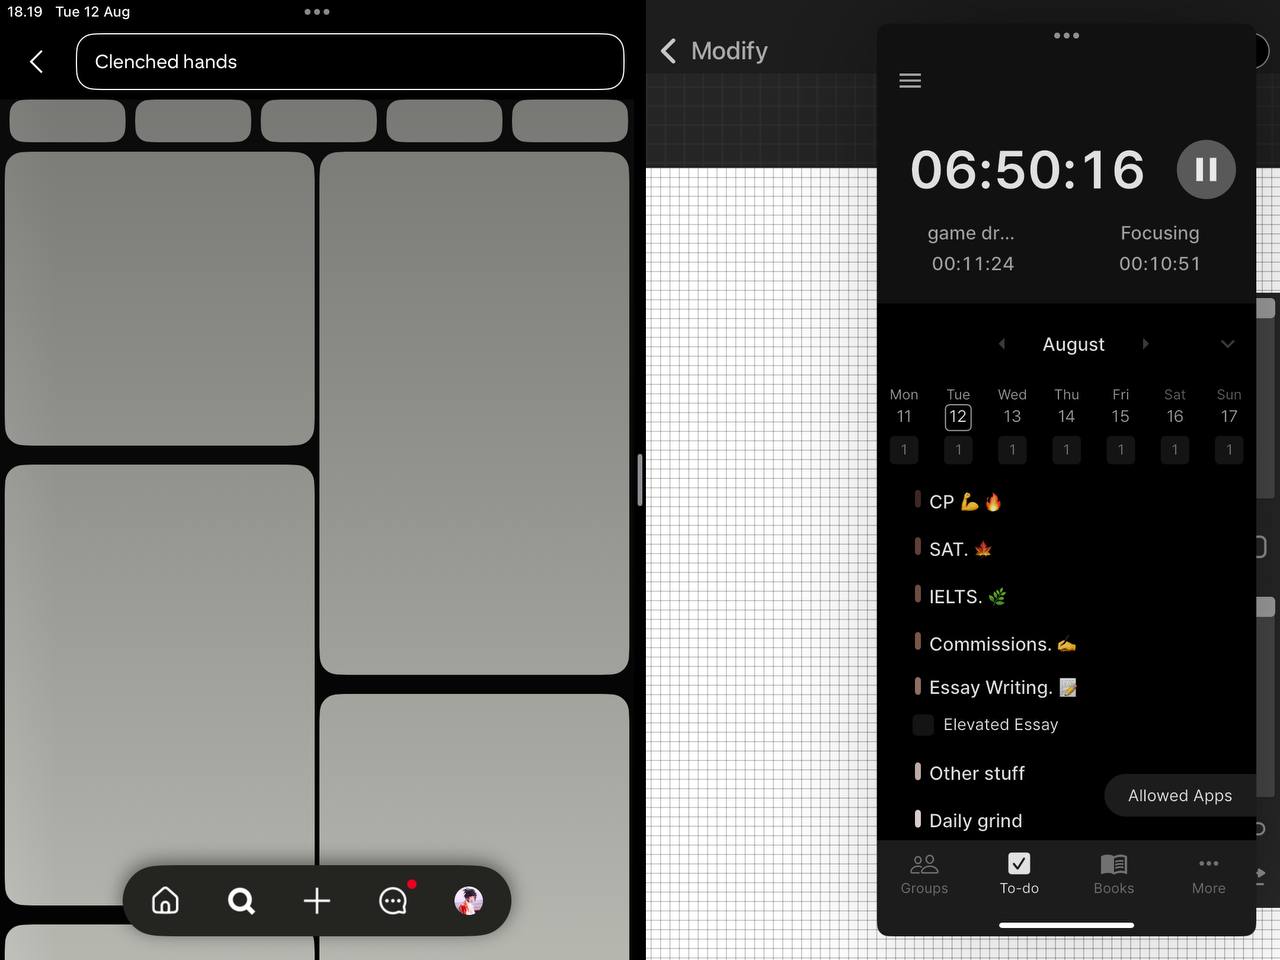 18.19 Tue 12 Aug
Clenched hands
Modify
06:50:16
game dr... Focusing
00:11:24 00:10:51
August
Mon Tue Wed Thu Fri Sat Sun
11 12 13 14 15 16 17
1 1 1 1 1 1 1
CP 💪🔥
SAT. 🍁
IELTS. 🌿
Commissions. ✍️
Essay Writing. 📝
Elevated Essay
Other stuff
Allowed Apps
Daily grind
Groups To-do Books More